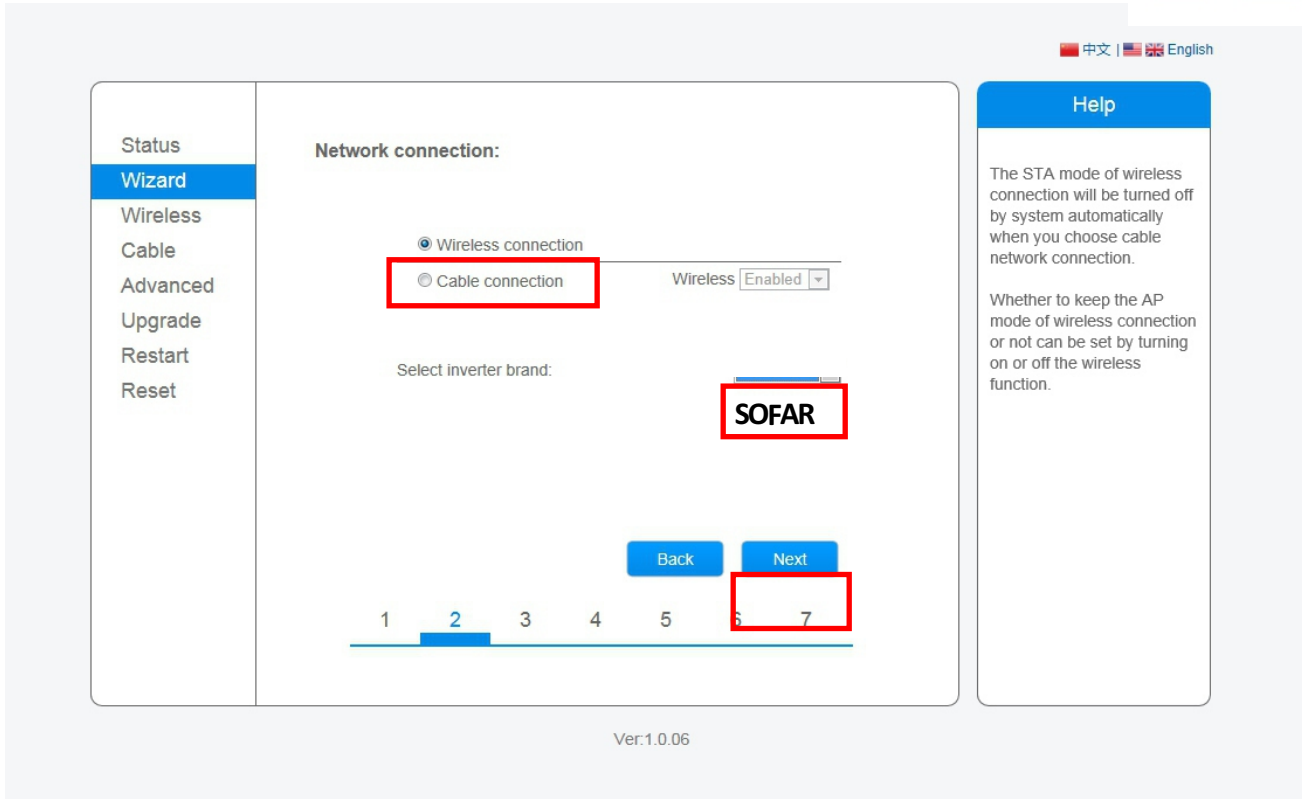 中文 | English
Status
Wizard
Wireless
Cable
Advanced
Upgrade
Restart
Reset
Network connection:
Wireless connection
Cable connection
Wireless Enabled
Select inverter brand:
SOFAR
Back Next
1 2 3 4 5 6 7
Help
The STA mode of wireless
connection will be turned off
by system automatically
when you choose cable
network connection.
Whether to keep the AP
mode of wireless connection
or not can be set by turning
on or off the wireless
function.
Ver:1.0.06